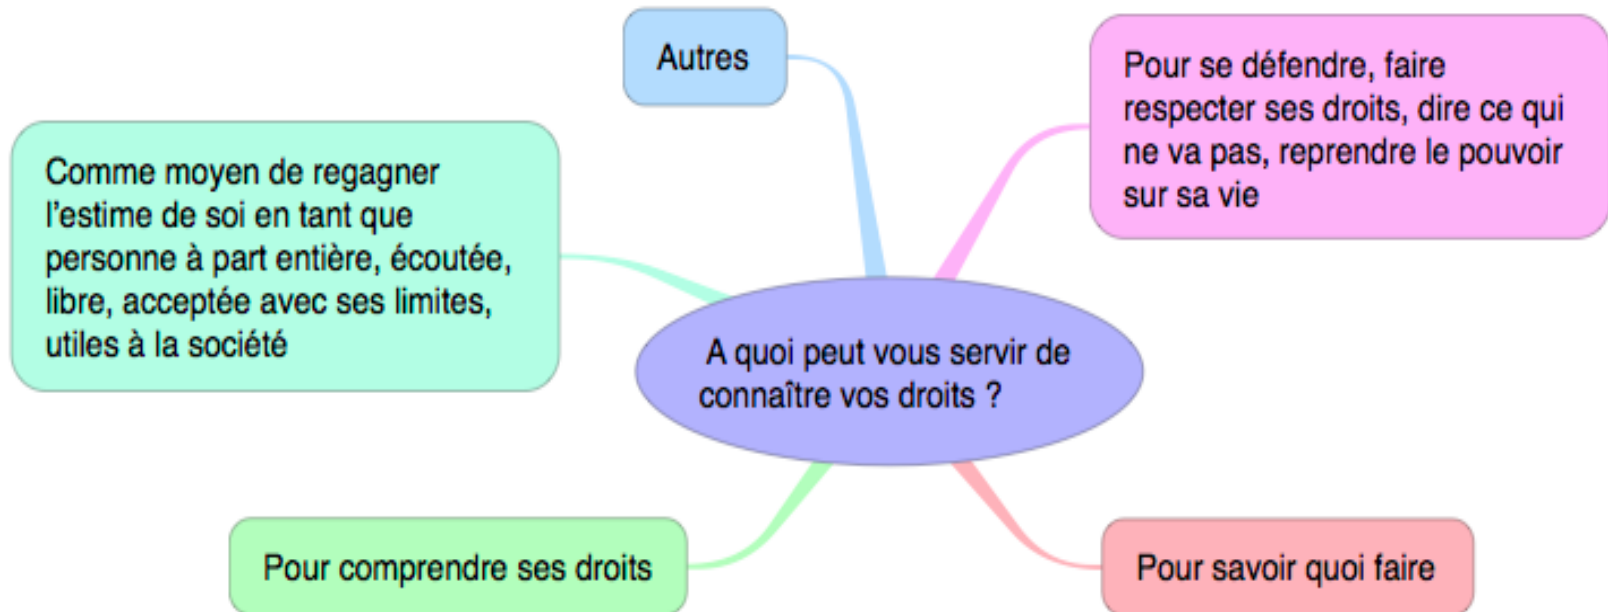 Autres
Pour se défendre, faire
respecter ses droits, dire ce qui
ne va pas, reprendre le pouvoir
sur sa vie
Comme moyen de regagner
l'estime de soi en tant que
personne à part entière, écoutée,
libre, acceptée avec ses limites,
utiles à la société
A quoi peut vous servir de
connaître vos droits ?
Pour comprendre ses droits
Pour savoir quoi faire